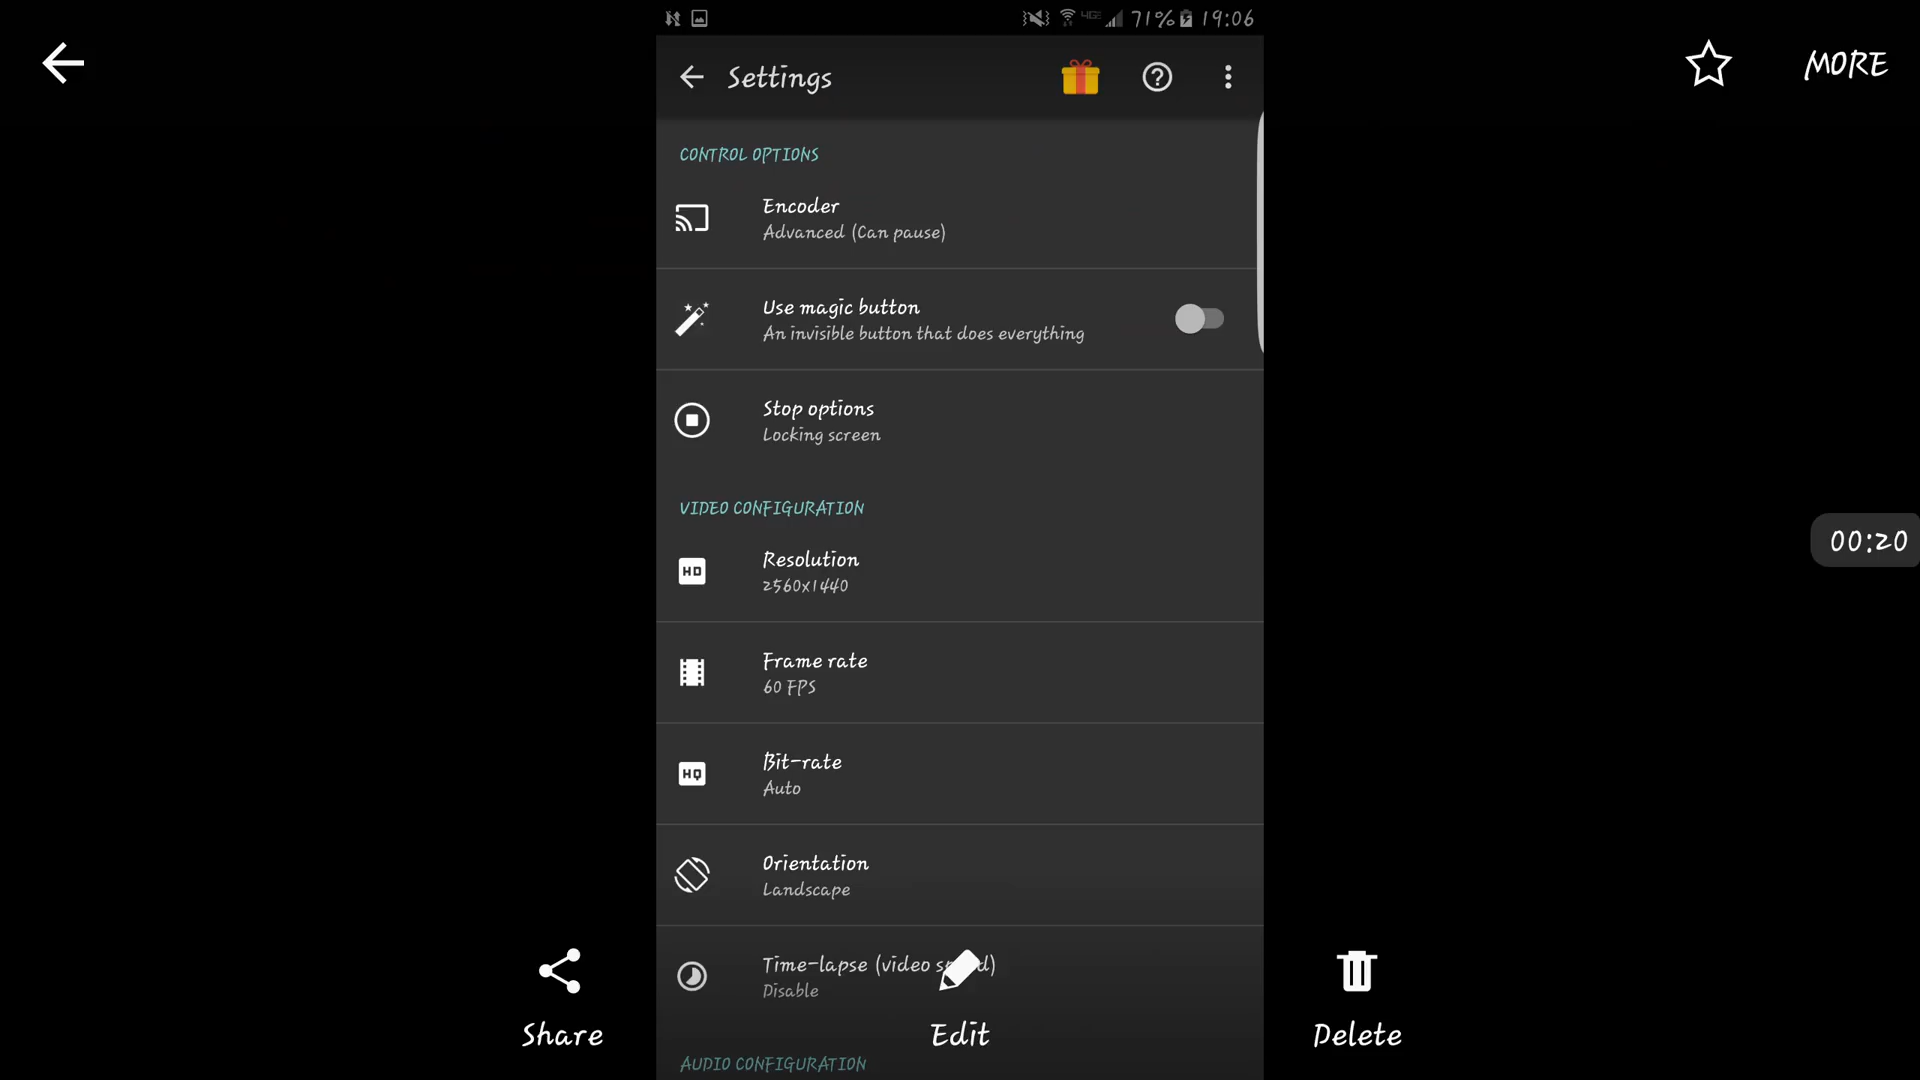 71% 19:06
MORE
Settings
CONTROL OPTIONS
Encoder
Advanced (Can pause)
Use magic button
An invisible button that does everything
Stop options
Locking screen
VIDEO CONFIGURATION
HD
Resolution
2560x1440
00:20
Frame rate
60 FPS
HQ
Bit-rate
Auto
Orientation
Landscape
Time-lapse (video
Disable
Share
Edit
Delete
AUDIO CONFIGURATION